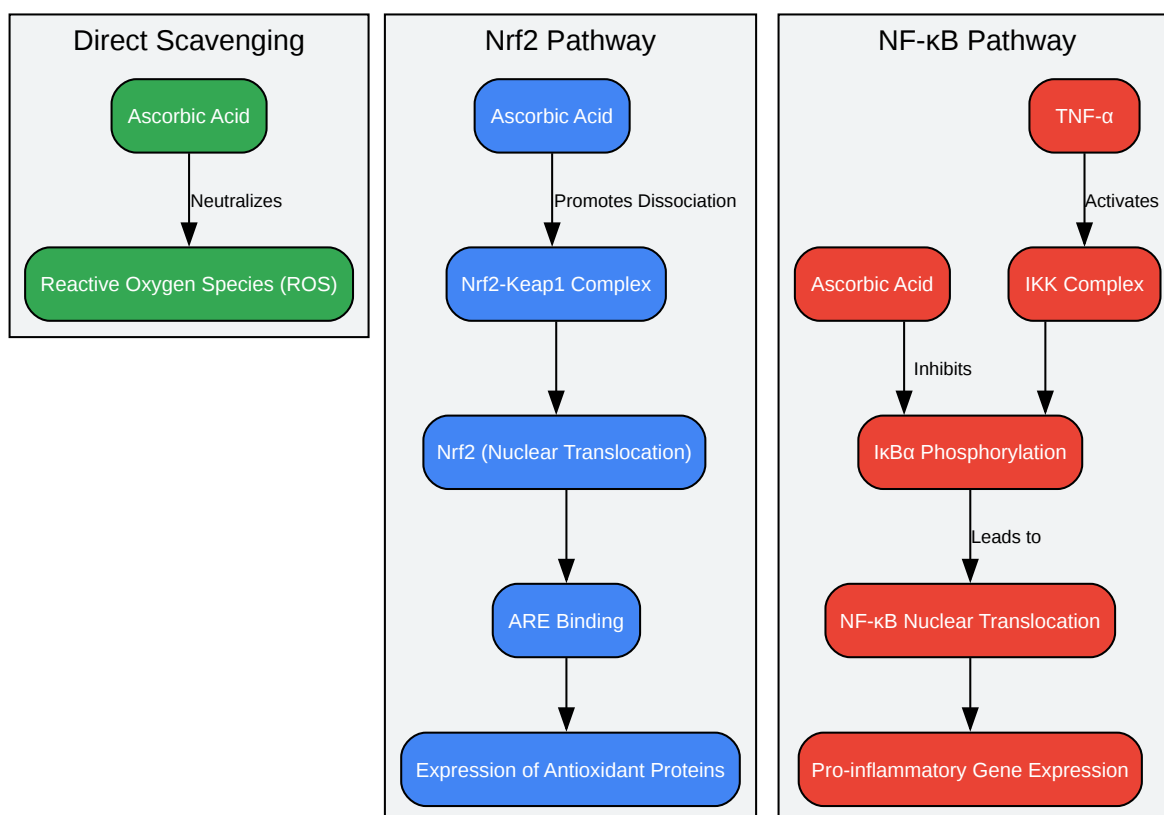 Direct Scavenging
Ascorbic Acid
Neutralizes
Reactive Oxygen Species (ROS)
Nrf2 Pathway
Ascorbic Acid
Promotes Dissociation
Nrf2-Keap1 Complex
Nrf2 (Nuclear Translocation)
ARE Binding
Expression of Antioxidant Proteins
NF-κB Pathway
TNF-α
Activates
Ascorbic Acid
IKK Complex
Inhibits
IκBα Phosphorylation
Leads to
NF-κB Nuclear Translocation
Pro-inflammatory Gene Expression